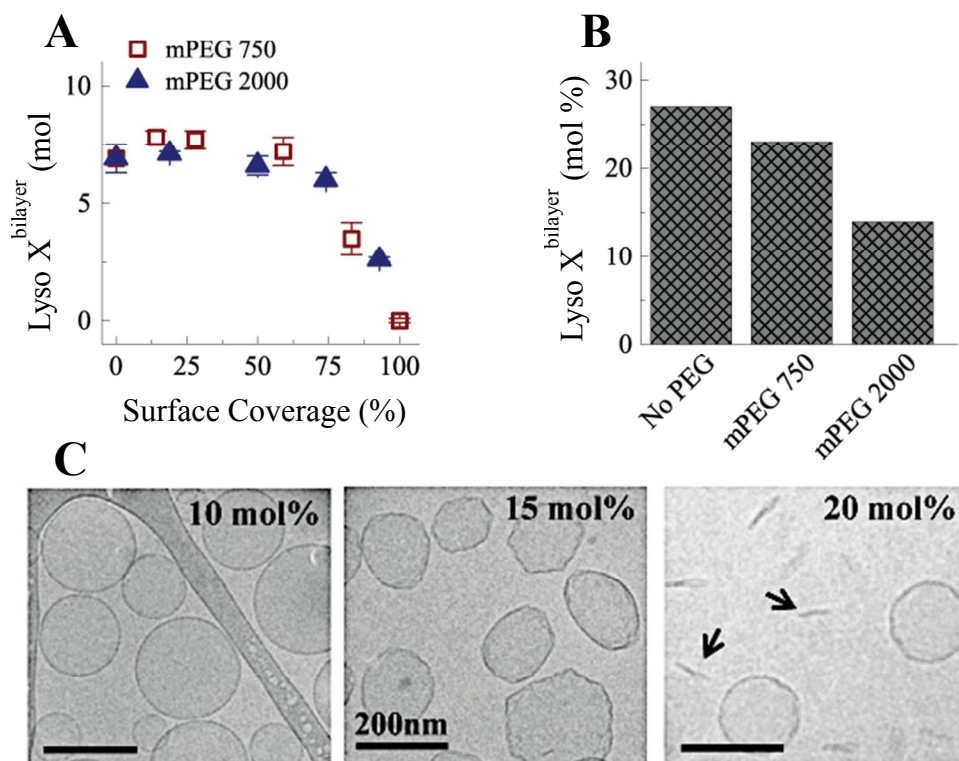 A
mPEG 750
mPEG 2000
10
5
0
Lyso X^bilayer (mol
0 25 50 75 100
Surface Coverage (%)
B
30
20
10
0
Lyso X^bilayer (mol %)
No PEG
mPEG 750
mPEG 2000
C
10 mol%
15 mol%
20 mol%
200nm